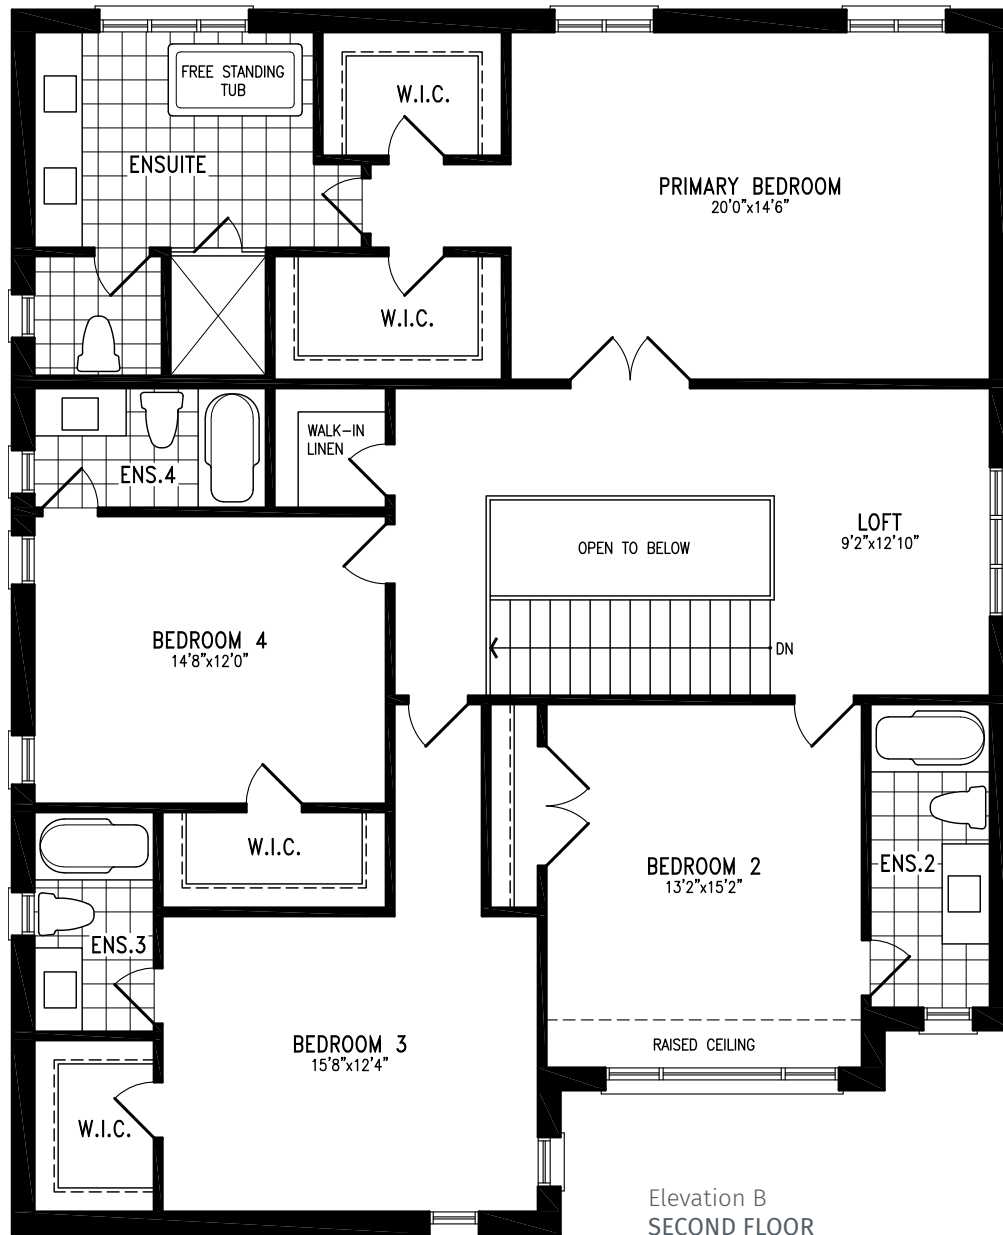 FREE STANDING
TUB
W.I.C.
ENSUITE
PRIMARY BEDROOM
20'0"x14'6"
W.I.C.
WALK-IN
LINEN
ENS.4
LOFT
9'2"x12'10"
OPEN TO BELOW
BEDROOM 4
14'8"x12'0"
DN
W.I.C.
BEDROOM 2
13'2"x15'2"
ENS.2
ENS.3
BEDROOM 3
15'8"x12'4"
RAISED CEILING
W.I.C.
Elevation B
SECOND FLOOR